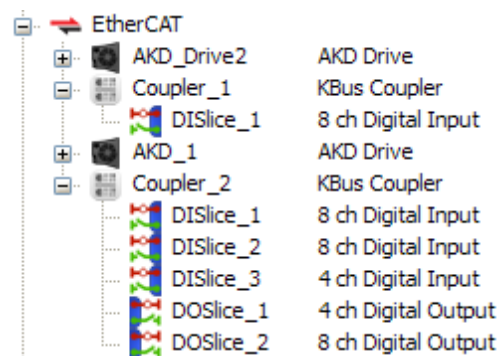 EtherCAT
AKD_Drive2 AKD Drive
Coupler_1 KBus Coupler
DISlice_1 8 ch Digital Input
AKD_1 AKD Drive
Coupler_2 KBus Coupler
DISlice_1 8 ch Digital Input
DISlice_2 8 ch Digital Input
DISlice_3 4 ch Digital Input
DOSlice_1 4 ch Digital Output
DOSlice_2 8 ch Digital Output